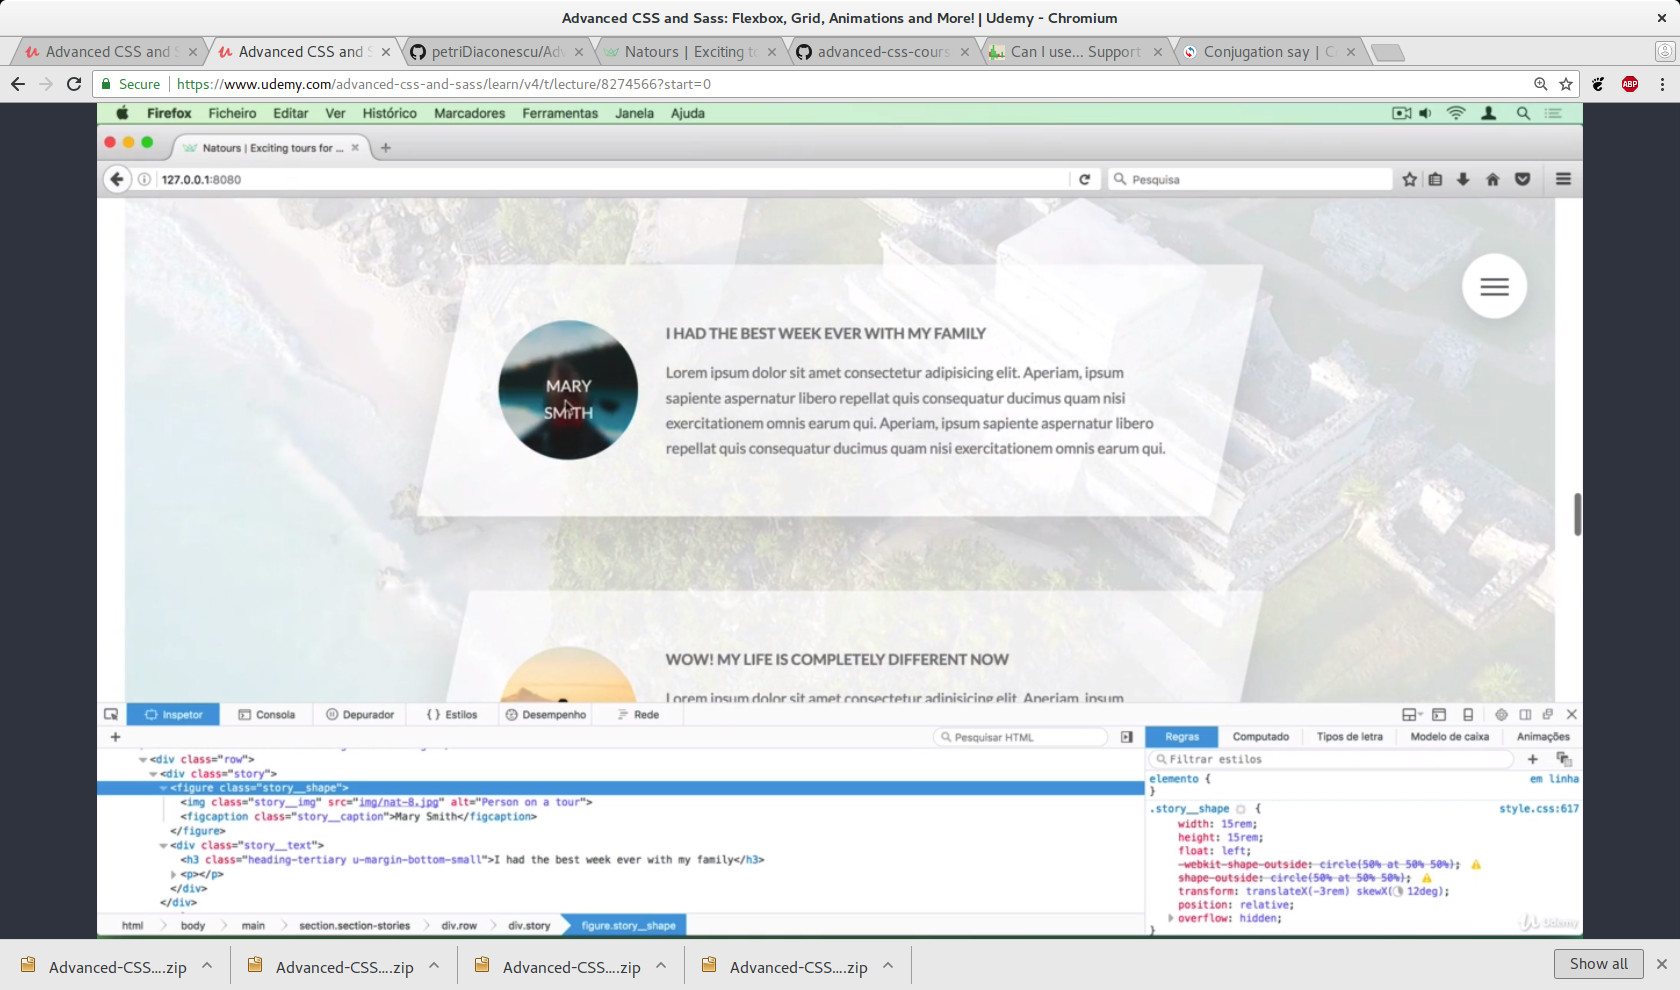 Advanced CSS and Sass: Flexbox, Grid, Animations and More! | Udemy - Chromium
Advanced CSS and S
Advanced CSS and S
petriDiaconescu/Adv
Natours | Exciting to
advanced-css-cours
Can I use... Support
Conjugation say | C
Secure
https://www.udemy.com/advanced-css-and-sass/learn/v4/t/lecture/8274566?start=0
ABP
Firefox Ficheiro Editar Ver Histórico Marcadores Ferramentas Janela Ajuda
Natours | Exciting tours for ...
127.0.0.1:8080
Pesquisa
I HAD THE BEST WEEK EVER WITH MY FAMILY
MARY
SMITH
Lorem ipsum dolor sit amet consectetur adipisicing elit. Aperiam, ipsum
sapiente aspernatur libero repellat quis consequatur ducimus quam nisi
exercitationem omnis earum qui. Aperiam, ipsum sapiente aspernatur libero
repellat quis consequatur ducimus quam nisi exercitationem omnis earum qui.
WOW! MY LIFE IS COMPLETELY DIFFERENT NOW
Lorem ipsum dolor sit amet consectetur adipisicing elit. Aperiam, ipsum
Inspetor Consola Depurador { } Estilos Desempenho Rede
Pesquisar HTML
<div class="row">
<div class="story">
<figure class="story__shape">
<img class="story__img" src="img/nat-8.jpg" alt="Person on a tour">
<figcaption class="story__caption">Mary Smith</figcaption>
</figure>
<div class="story__text">
<h3 class="heading-tertiary u-margin-bottom-small">I had the best week ever with my family</h3>
<p></p>
</div>
</div>
html body main section.section-stories div.row div.story figure.story__shape
Regras Computado Tipos de letra Modelo de caixa Animações
Filtrar estilos
elemento { em linha
}
.story__shape { style.css:617
width: 15rem;
height: 15rem;
float: left;
-webkit-shape-outside: circle(50% at 50% 50%);
shape-outside: circle(50% at 50% 50%);
transform: translateX(-3rem) skewX(12deg);
position: relative;
overflow: hidden;
}
Udemy
Advanced-CSS....zip
Advanced-CSS....zip
Advanced-CSS....zip
Advanced-CSS....zip
Show all